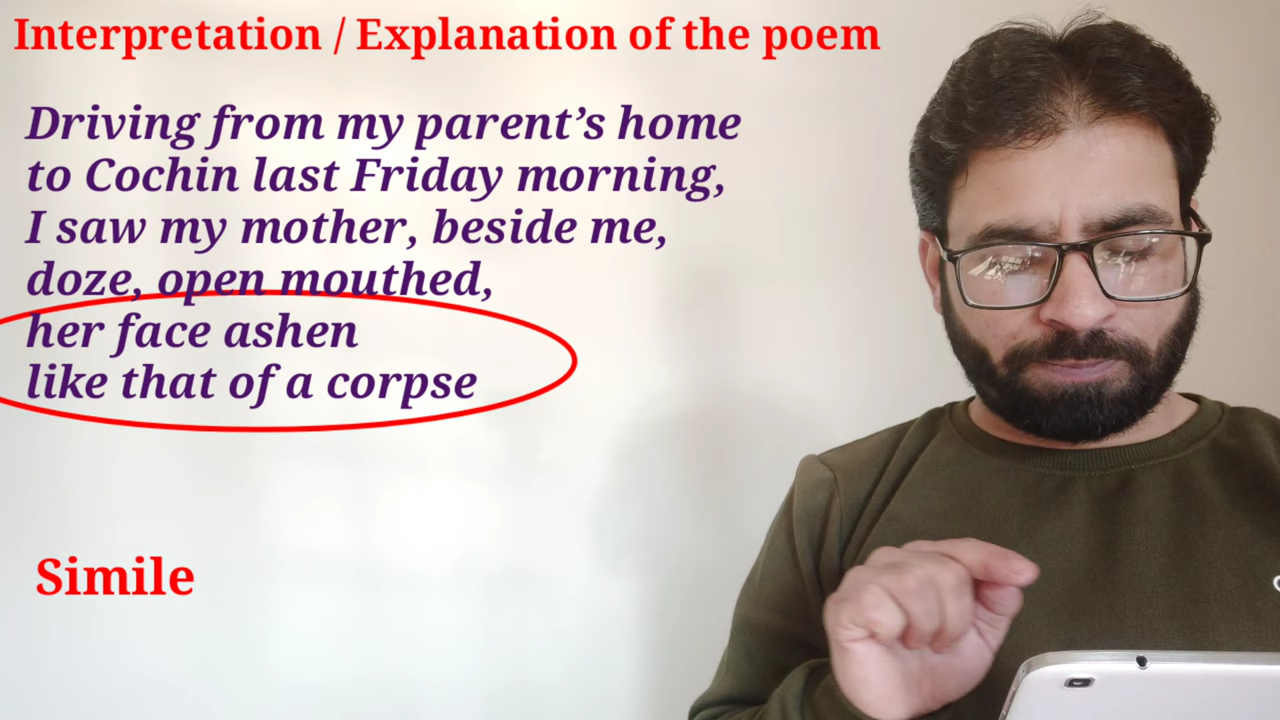 Interpretation / Explanation of the poem
Driving from my parent’s home
to Cochin last Friday morning,
I saw my mother, beside me,
doze, open mouthed,
her face ashen
like that of a corpse
Simile